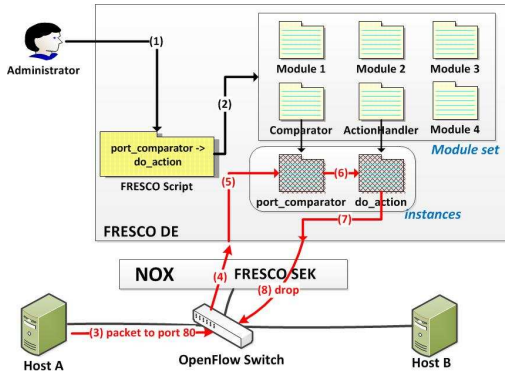 (1)
Administrator
Module 1
Module 2
Module 3
(2)
Comparator
ActionHandler
Module 4
Module set
port_comparator ->
do_action
FRESCO Script
(5)
(6)
port_comparator
do_action
instances
(7)
FRESCO DE
NOX
FRESCO SEK
(4)
(8) drop
(3) packet to port 80
Host A
OpenFlow Switch
Host B